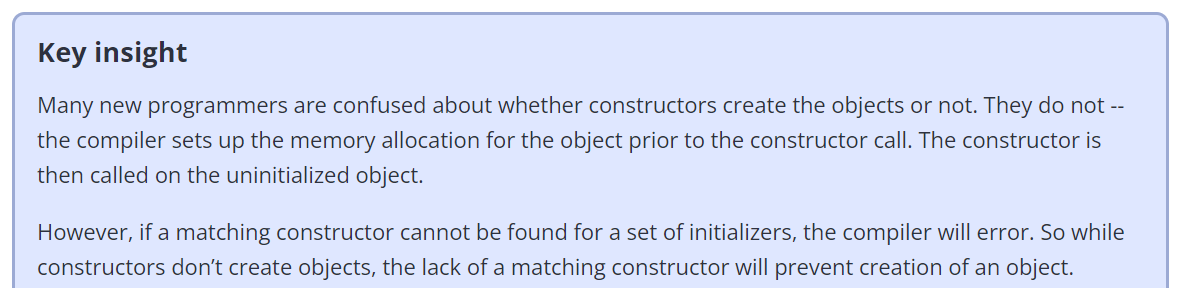 Key insight
Many new programmers are confused about whether constructors create the objects or not. They do not --
the compiler sets up the memory allocation for the object prior to the constructor call. The constructor is
then called on the uninitialized object.
However, if a matching constructor cannot be found for a set of initializers, the compiler will error. So while
constructors don’t create objects, the lack of a matching constructor will prevent creation of an object.